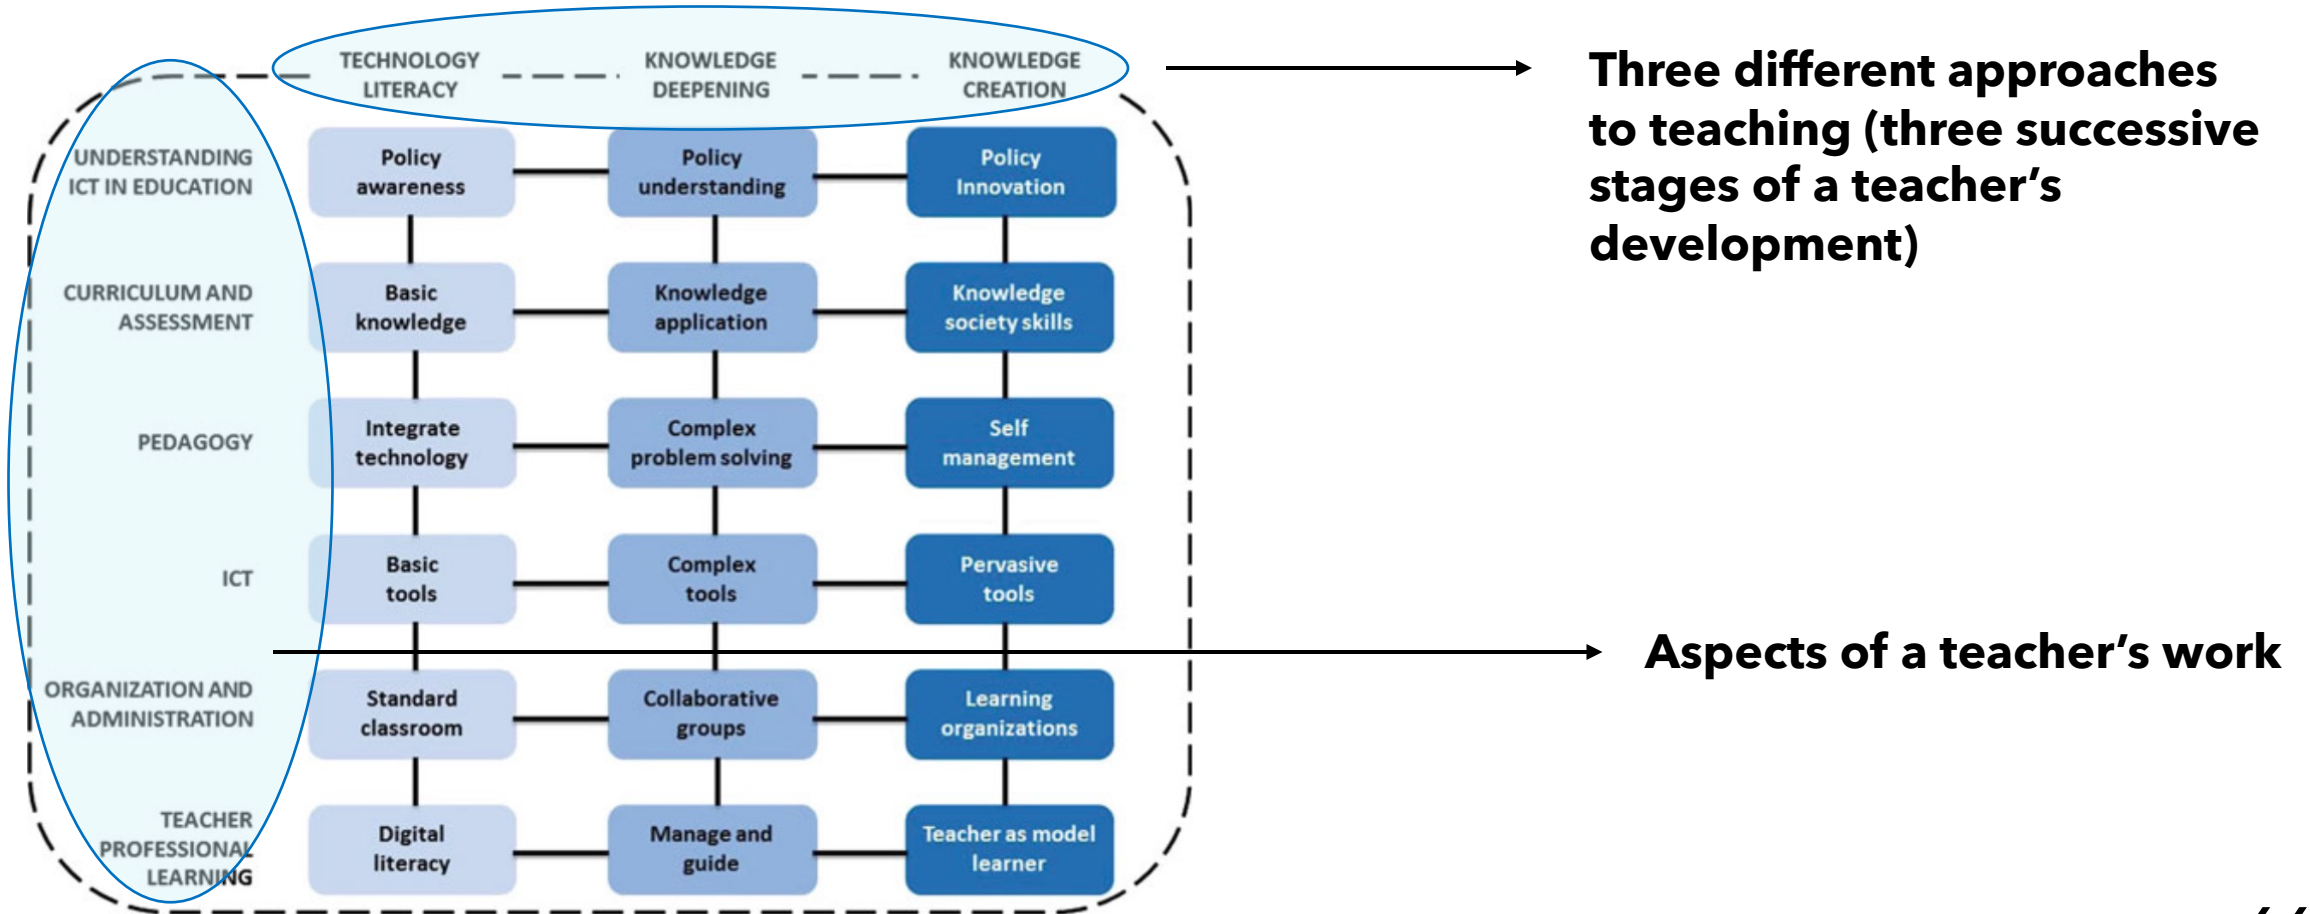 TECHNOLOGY
LITERACY
KNOWLEDGE
DEEPENING
KNOWLEDGE
CREATION
Three different approaches
to teaching (three successive
stages of a teacher’s
development)
UNDERSTANDING
ICT IN EDUCATION
Policy
awareness
Policy
understanding
Policy
Innovation
CURRICULUM AND
ASSESSMENT
Basic
knowledge
Knowledge
application
Knowledge
society skills
PEDAGOGY
Integrate
technology
Complex
problem solving
Self
management
ICT
Basic
tools
Complex
tools
Pervasive
tools
Aspects of a teacher’s work
ORGANIZATION AND
ADMINISTRATION
Standard
classroom
Collaborative
groups
Learning
organizations
TEACHER
PROFESSIONAL
LEARNING
Digital
literacy
Manage and
guide
Teacher as model
learner